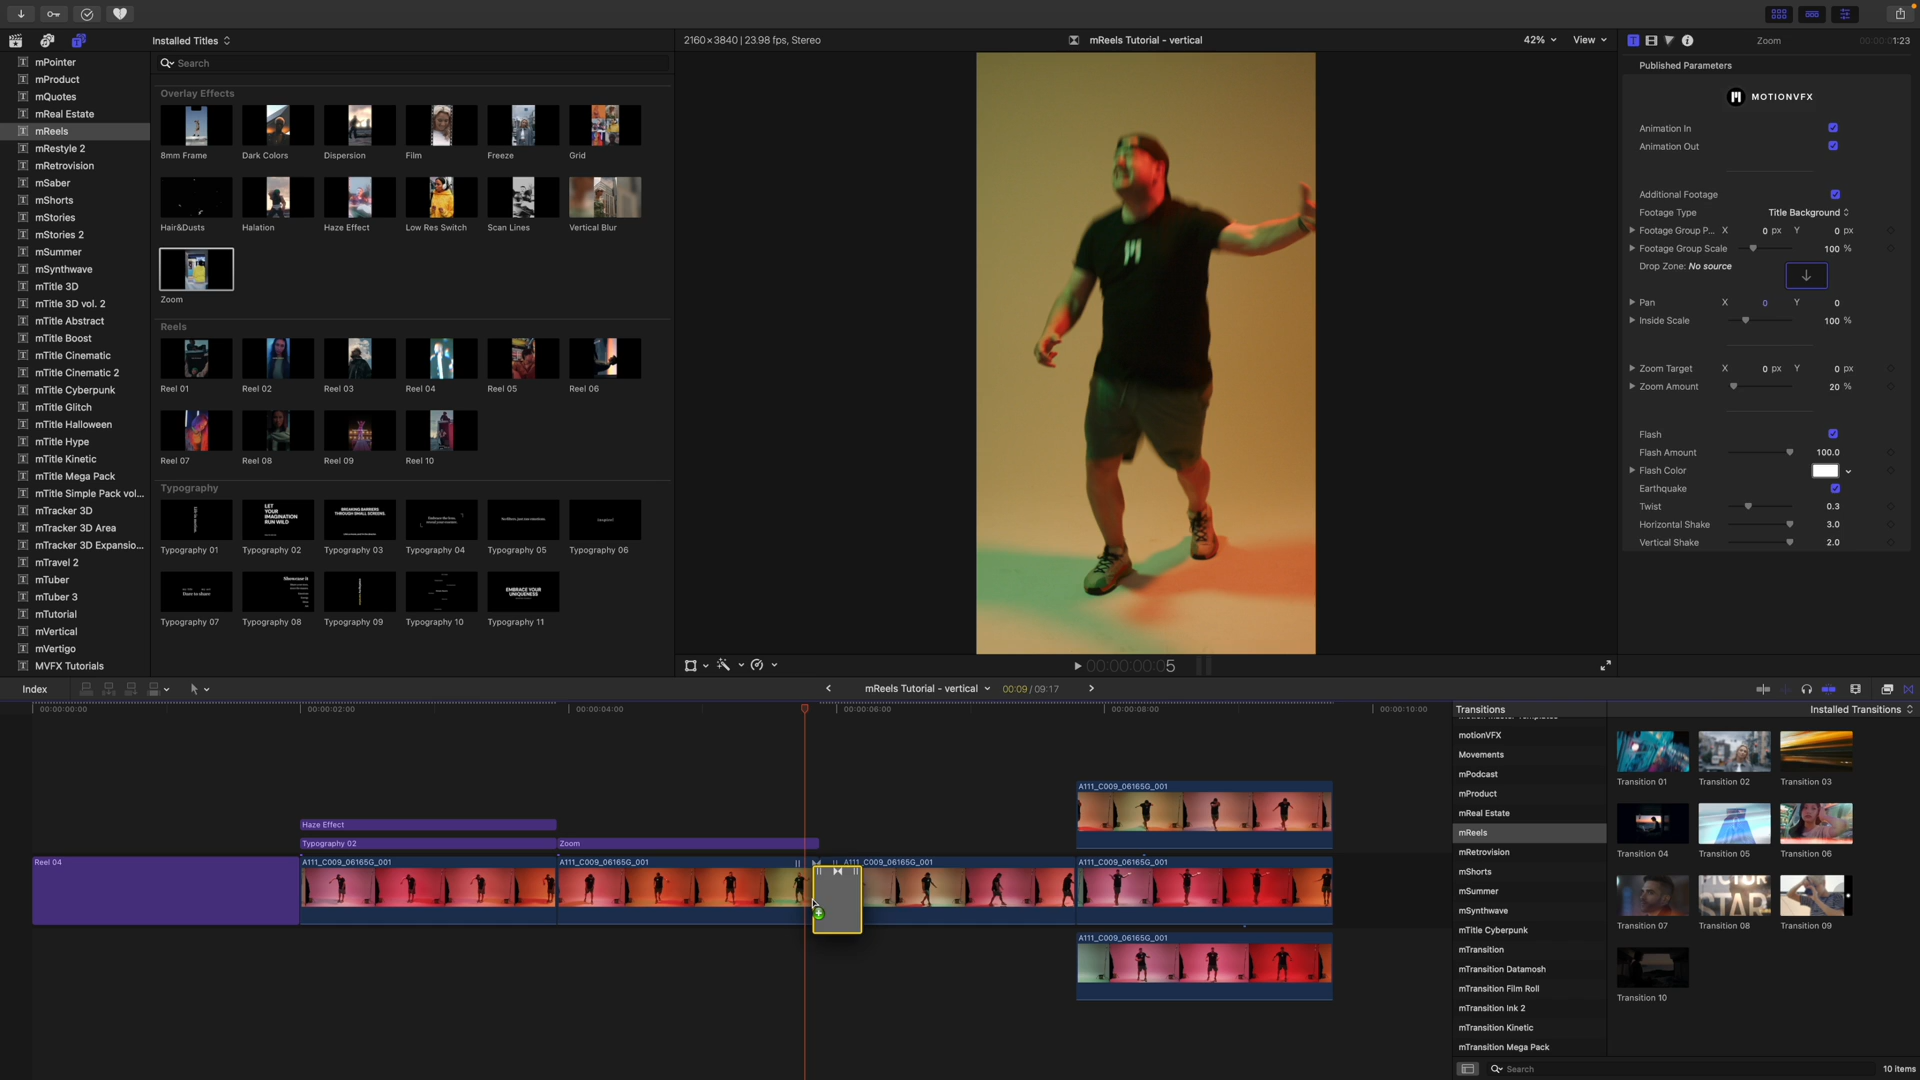 Installed Titles
2160×3840 | 23.98 fps, Stereo
mReels Tutorial - vertical
42%
View
Zoom
1:23
mPointer
mProduct
mQuotes
mReal Estate
mReels
mRestyle 2
mRetrovision
mSaber
mShorts
mStories
mStories 2
mSummer
mSynthwave
mTitle 3D
mTitle 3D vol. 2
mTitle Abstract
mTitle Boost
mTitle Cinematic
mTitle Cinematic 2
mTitle Cyberpunk
mTitle Glitch
mTitle Halloween
mTitle Hype
mTitle Kinetic
mTitle Mega Pack
mTitle Simple Pack vol...
mTracker 3D
mTracker 3D Area
mTracker 3D Expansio...
mTravel 2
mTuber
mTuber 3
mTutorial
mVertical
mVertigo
MVFX Tutorials
Search
Overlay Effects
8mm Frame
Dark Colors
Dispersion
Film
Freeze
Grid
Hair&Dusts
Halation
Haze Effect
Low Res Switch
Scan Lines
Vertical Blur
Zoom
Reels
Reel 01
Reel 02
Reel 03
Reel 04
Reel 05
Reel 06
Reel 07
Reel 08
Reel 09
Reel 10
Typography
LET YOUR IMAGINATION RUN WILD
BREAKING BARRIERS THROUGH SMALL SCREENS.
Typography 01
Typography 02
Typography 03
Typography 04
Typography 05
Typography 06
Dare to share
Showcase it
EMBRACE YOUR UNIQUENESS
Typography 07
Typography 08
Typography 09
Typography 10
Typography 11
Published Parameters
MOTIONVFX
Animation In
Animation Out
Additional Footage
Footage Type Title Background
Footage Group P... X 0 px Y 0 px
Footage Group Scale 100 %
Drop Zone: No source
Pan X 0 Y 0
Inside Scale 100 %
Zoom Target X 0 px Y 0 px
Zoom Amount 20 %
Flash
Flash Amount 100.0
Flash Color
Earthquake
Twist 0.3
Horizontal Shake 3.0
Vertical Shake 2.0
00:00:00:05
Index
mReels Tutorial - vertical
00:09 / 09:17
00:00:00:00
00:00:02:00
00:00:04:00
00:00:06:00
00:00:08:00
00:00:10:00
A111_C009_06165G_001
Haze Effect
Typography 02
Zoom
Reel 04
A111_C009_06165G_001
A111_C009_06165G_001
A111_C009_06165G_001
A111_C009_06165G_001
A111_C009_06165G_001
Transitions
Installed Transitions
motionVFX
Movements
mPodcast
mProduct
mReal Estate
mReels
mRetrovision
mShorts
mSummer
mSynthwave
mTitle Cyberpunk
mTransition
mTransition Datamosh
mTransition Film Roll
mTransition Ink 2
mTransition Kinetic
mTransition Mega Pack
Transition 01
Transition 02
Transition 03
Transition 04
Transition 05
Transition 06
Transition 07
Transition 08
Transition 09
Transition 10
Search
10 items